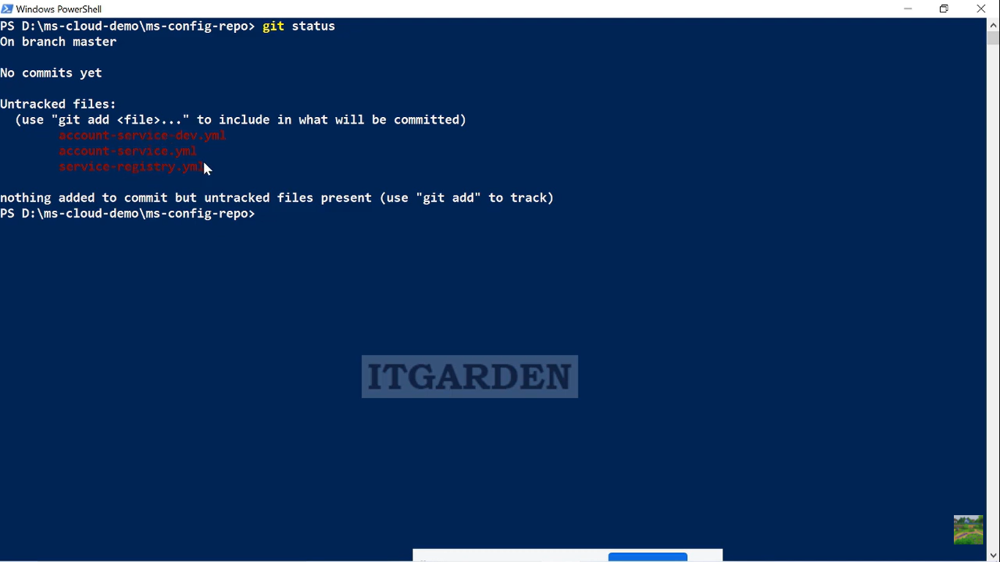 Windows PowerShell
PS D:\ms-cloud-demo\ms-config-repo> git status
On branch master
No commits yet
Untracked files:
(use "git add <file>..." to include in what will be committed)
account-service-dev.yml
account-service.yml
service-registry.yml
nothing added to commit but untracked files present (use "git add" to track)
PS D:\ms-cloud-demo\ms-config-repo>
ITGARDEN